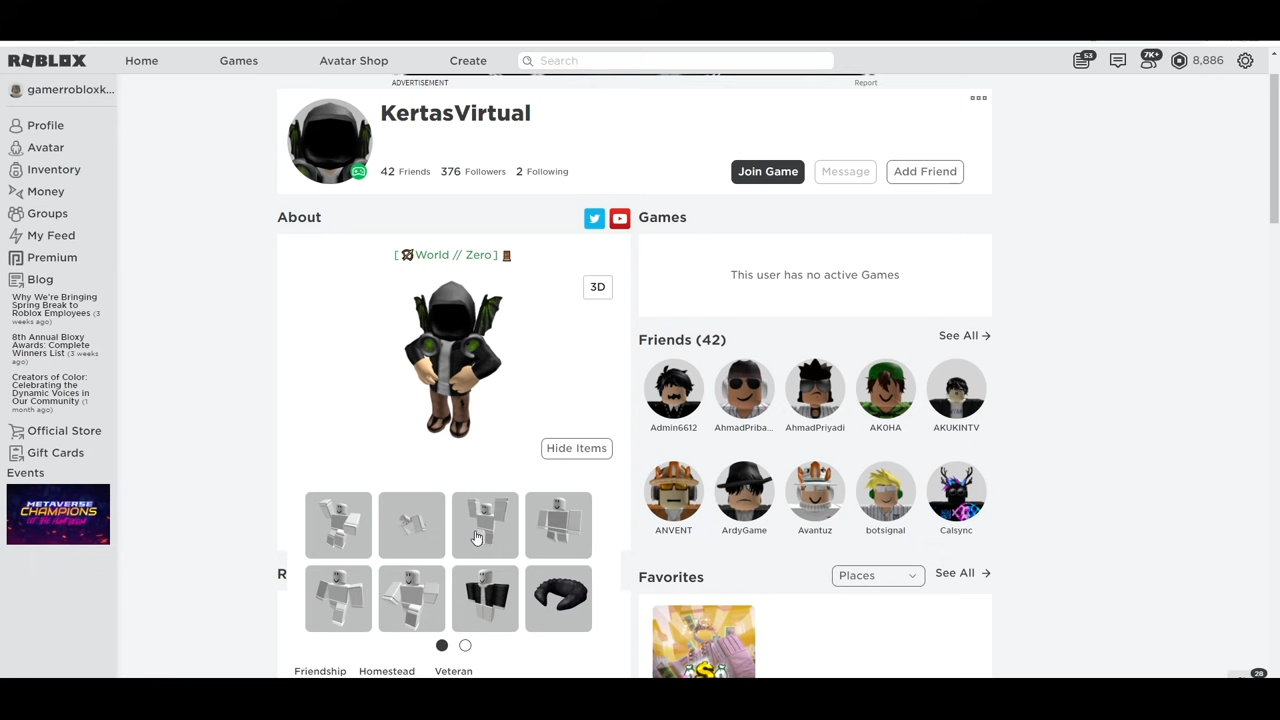 ROBLOX
Home
Games
Avatar Shop
Create
Search
53
7K+
8,886
gamerrobloxk...
Profile
Avatar
Inventory
Money
Groups
My Feed
Premium
Blog
Why We're Bringing
Spring Break to
Roblox Employees (3
weeks ago)
8th Annual Bloxy
Awards: Complete
Winners List (3 weeks
ago)
Creators of Color:
Celebrating the
Dynamic Voices in
Our Community (1
month ago)
Official Store
Gift Cards
Events
METAVERSE
CHAMPIONS
ADVERTISEMENT
Report
KertasVirtual
42 Friends 376 Followers 2 Following
Join Game
Message
Add Friend
About
[ World // Zero ]
3D
Hide Items
R
Friendship Homestead Veteran
Games
This user has no active Games
Friends (42)
See All
Admin6612 AhmadPriba... AhmadPriyadi AK0HA AKUKINTV
ANVENT ArdyGame Avantuz botsignal Calsync
Favorites
Places
See All
28